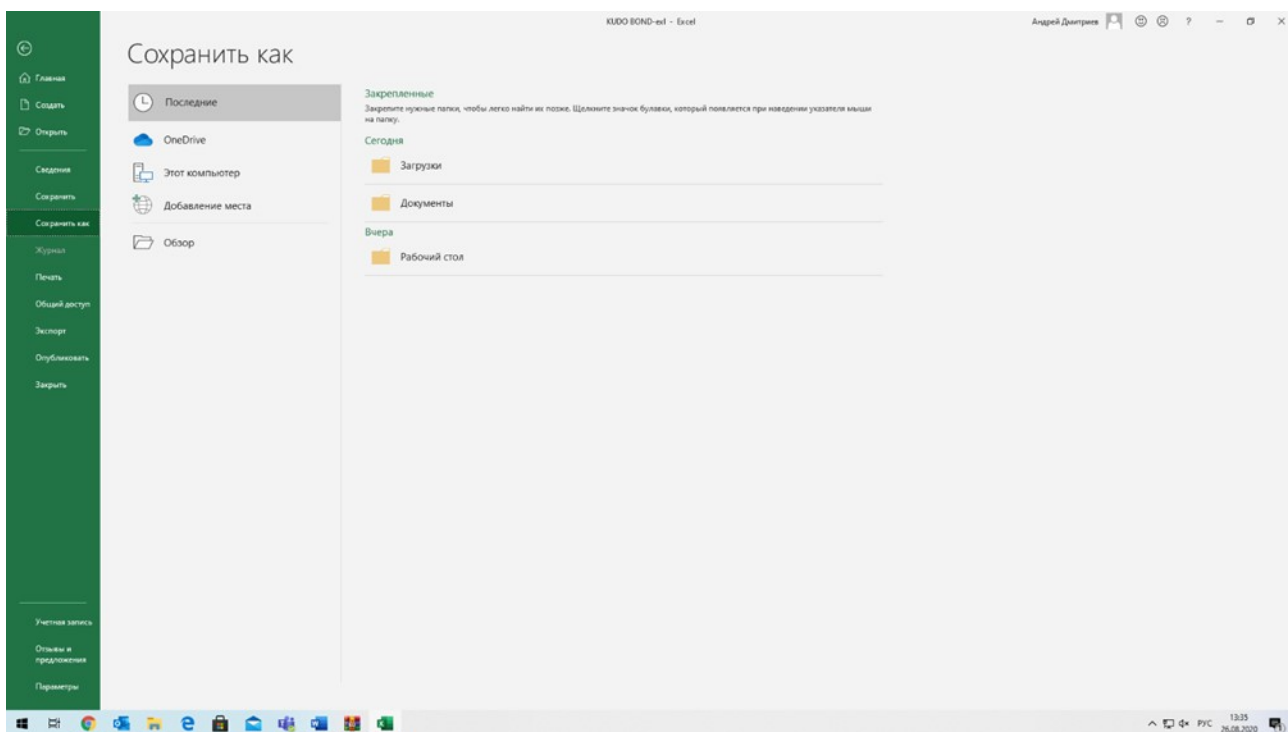 KUDO BOND-exl - Excel
Андрей Дмитриев
?
Сохранить как
Главная
Создать
Открыть
Сведения
Сохранить
Сохранить как
Журнал
Печать
Общий доступ
Экспорт
Опубликовать
Закрыть
Учетная запись
Отзывы и
предложения
Параметры
Последние
OneDrive
Этот компьютер
Добавление места
Обзор
Закрепленные
Закрепите нужные папки, чтобы легко найти их позже. Щелкните значок булавки, который появляется при наведении указателя мыши
на папку.
Сегодня
Загрузки
Документы
Вчера
Рабочий стол
РУС
13:35
26.08.2020